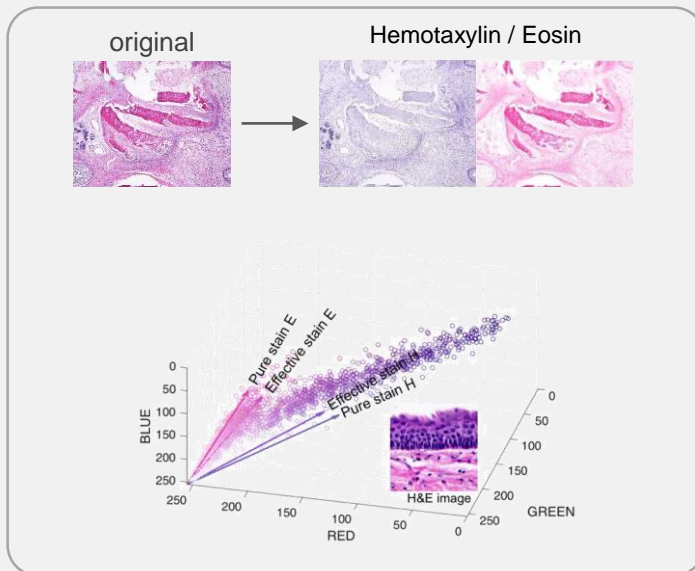 original
Hemotaxylin / Eosin
Pure stain E
Effective stain E
Effective stain H
Pure stain H
0
50
100
150
200
250
BLUE
250
200
150
100
50
0
RED
0
50
100
150
200
250
GREEN
H&E image